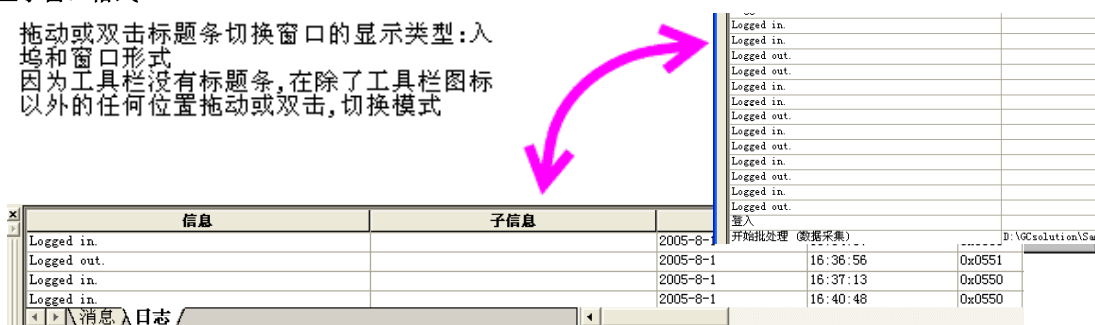 拖动或双击标题条切换窗口的显示类型:入
坞和窗口形式
因为工具栏没有标题条,在除了工具栏图标
以外的任何位置拖动或双击,切换模式
Logged in.
Logged in.
Logged out.
Logged out.
Logged in.
Logged in.
Logged out.
Logged in.
Logged out.
Logged in.
Logged out.
Logged in.
Logged out.
登入
开始批处理 (数据采集) D:\GCsolution\Sam
信息 子信息
Logged in. 2005-8-1
Logged out. 2005-8-1 16:36:56 0x0551
Logged in. 2005-8-1 16:37:13 0x0550
Logged in. 2005-8-1 16:40:48 0x0550
消息 日志